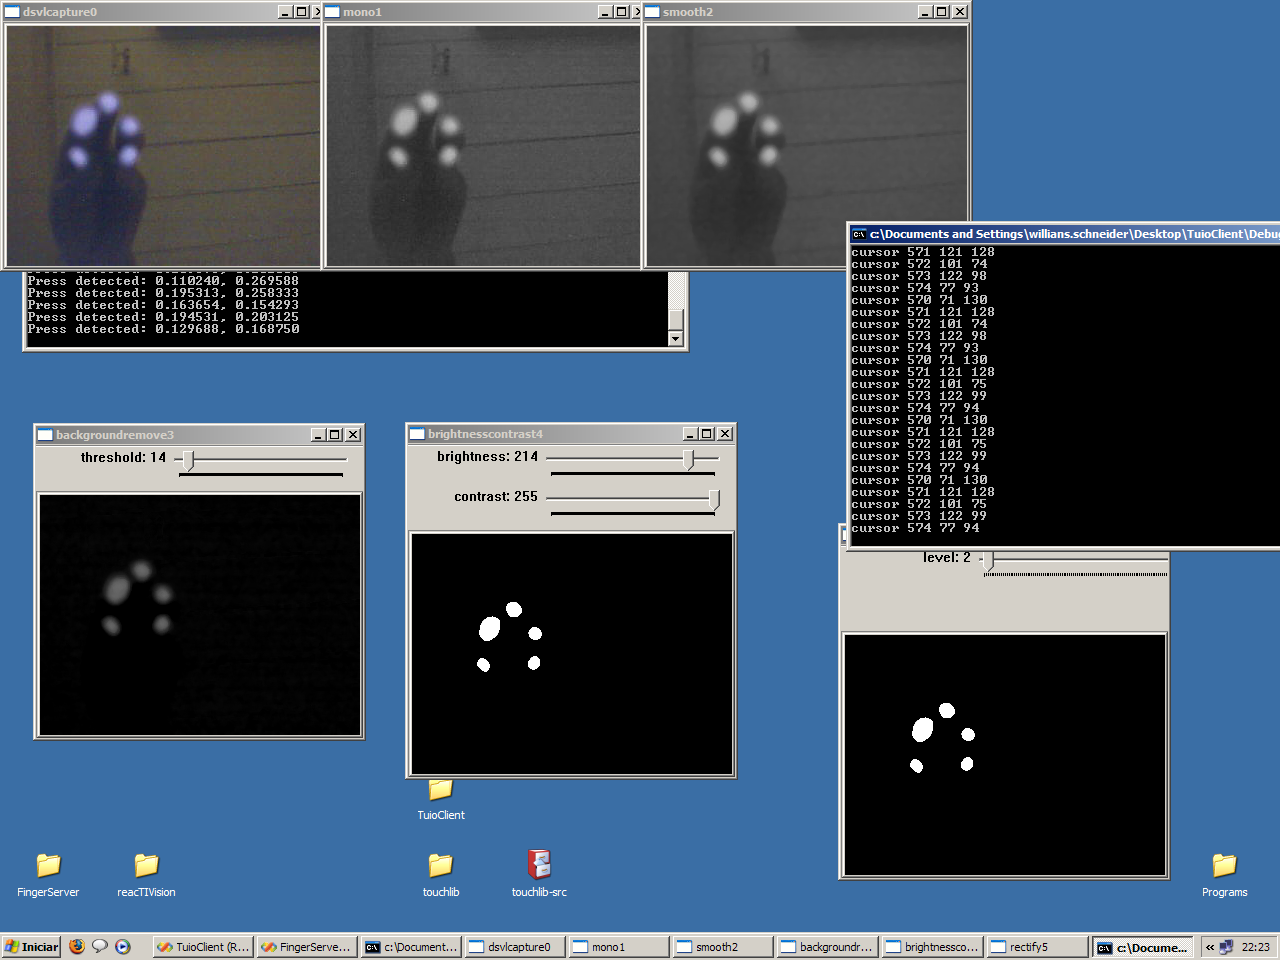 dsvlcapture0
mono1
smooth2
c:\Documents and Settings\willians.schneider\Desktop\TuioClient\Debu
Press detected: 0.110240, 0.269588
Press detected: 0.195313, 0.258333
Press detected: 0.163654, 0.154293
Press detected: 0.194531, 0.203125
Press detected: 0.129688, 0.168750
cursor 571 121 128
cursor 572 101 74
cursor 573 122 98
cursor 574 77 93
cursor 570 71 130
cursor 571 121 128
cursor 572 101 74
cursor 573 122 98
cursor 574 77 93
cursor 570 71 130
cursor 571 121 128
cursor 572 101 75
cursor 573 122 99
cursor 574 77 94
cursor 570 71 130
cursor 571 121 128
cursor 572 101 75
cursor 573 122 99
cursor 574 77 94
cursor 570 71 130
cursor 571 121 128
cursor 572 101 75
cursor 573 122 99
cursor 574 77 94
backgroundremove3
threshold: 14
brightnesscontrast4
brightness: 214
contrast: 255
level: 2
TuioClient
FingerServer
reacTIVision
touchlib
touchlib-src
Programs
Iniciar
TuioClient (R...
FingerServe...
c:\Document...
dsvlcapture0
mono1
smooth2
backgroundr...
brightnessco...
rectify5
c:\Docume...
22:23